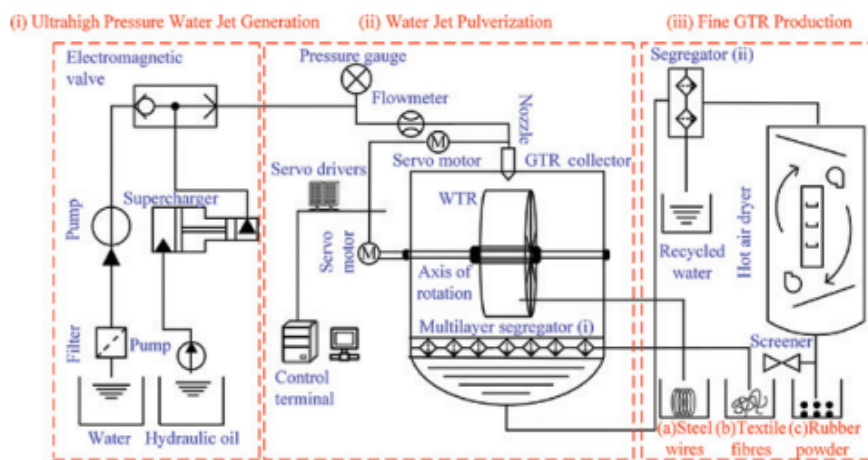 (i) Ultrahigh Pressure Water Jet Generation
(ii) Water Jet Pulverization
(iii) Fine GTR Production
Electromagnetic
valve
Pump
Supercharger
Filter
Pump
Water
Hydraulic oil
Pressure gauge
Flowmeter
Nozzle
M
Servo motor
GTR collector
Servo drivers
WTR
Servo
motor
M
Axis of
rotation
Multilayer segregator (i)
Control
terminal
Segregator (ii)
Recycled
water
Hot air dryer
Screener
(a)Steel
wires
(b)Textile
fibres
(c)Rubber
powder